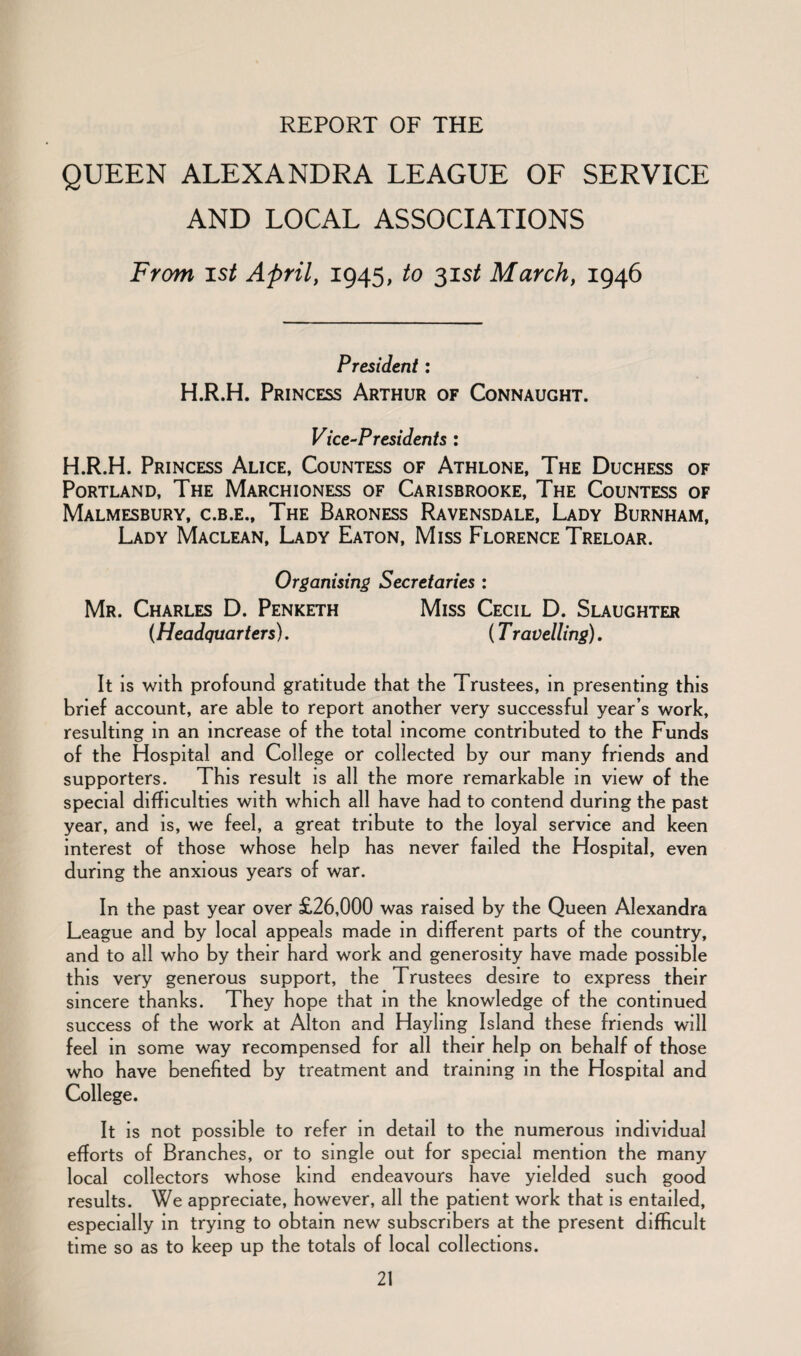 REPORT OF THE
QUEEN ALEXANDRA LEAGUE OF SERVICE
AND LOCAL ASSOCIATIONS
From 1st April, 1945, to 31st March, 1946
President :
H.R.H. Princess Arthur of Connaught.
Vice-Presidents :
H.R.H. Princess Alice, Countess of Athlone, The Duchess of
Portland, The Marchioness of Carisbrooke, The Countess of
Malmesbury, c.b.e., The Baroness Ravensdale, Lady Burnham,
Lady Maclean, Lady Eaton, Miss Florence Treloar.
Organising Secretaries :
Mr. Charles D. Penketh Miss Cecil D. Slaughter
(Headquarters). (Travelling).
It is with profound gratitude that the Trustees, in presenting this
brief account, are able to report another very successful year's work,
resulting in an increase of the total income contributed to the Funds
of the Hospital and College or collected by our many friends and
supporters. This result is all the more remarkable in view of the
special difficulties with which all have had to contend during the past
year, and is, we feel, a great tribute to the loyal service and keen
interest of those whose help has never failed the Hospital, even
during the anxious years of war.
In the past year over £26,000 was raised by the Queen Alexandra
League and by local appeals made in different parts of the country,
and to all who by their hard work and generosity have made possible
this very generous support, the Trustees desire to express their
sincere thanks. They hope that in the knowledge of the continued
success of the work at Alton and Hayling Island these friends will
feel in some way recompensed for all their help on behalf of those
who have benefited by treatment and training in the Hospital and
College.
It is not possible to refer in detail to the numerous individual
efforts of Branches, or to single out for special mention the many
local collectors whose kind endeavours have yielded such good
results. We appreciate, however, all the patient work that is entailed,
especially in trying to obtain new subscribers at the present difficult
time so as to keep up the totals of local collections.
21